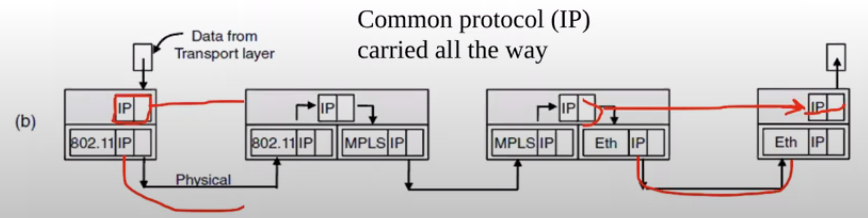 Common protocol (IP)
carried all the way
Data from
Transport layer
(b)
IP
IP
IP
IP
802.11 IP
802.11 IP
MPLS IP
MPLS IP
Eth IP
Eth IP
Physical